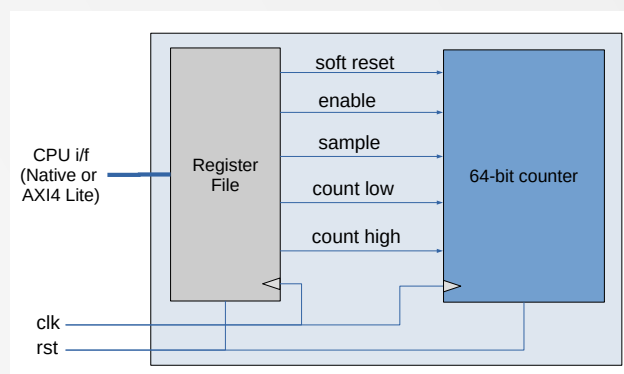 soft reset
enable
sample
count low
count high
CPU i/f
(Native or
AXI4 Lite)
Register
File
64-bit counter
clk
rst